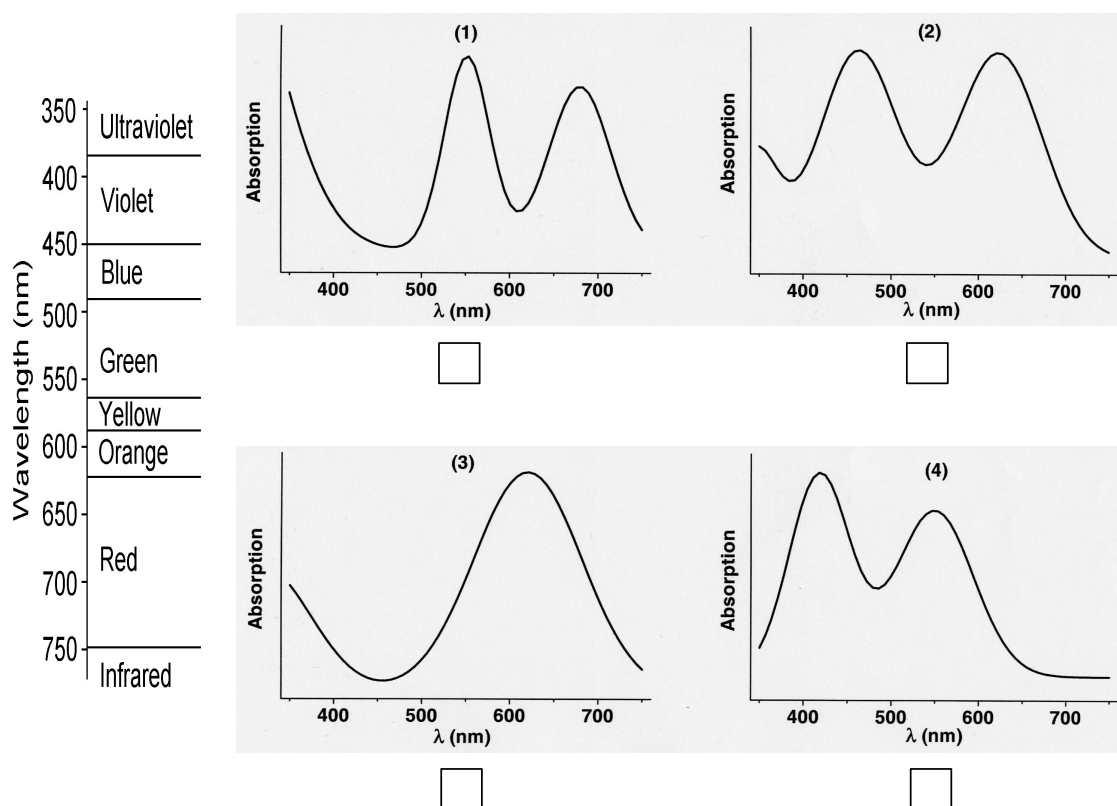 Wavelength (nm)
350
400
450
500
550
600
650
700
750
Ultraviolet
Violet
Blue
Green
Yellow
Orange
Red
Infrared
(1)
Absorption
400 500 600 700
λ (nm)
(2)
Absorption
400 500 600 700
λ (nm)
(3)
Absorption
400 500 600 700
λ (nm)
(4)
Absorption
400 500 600 700
λ (nm)